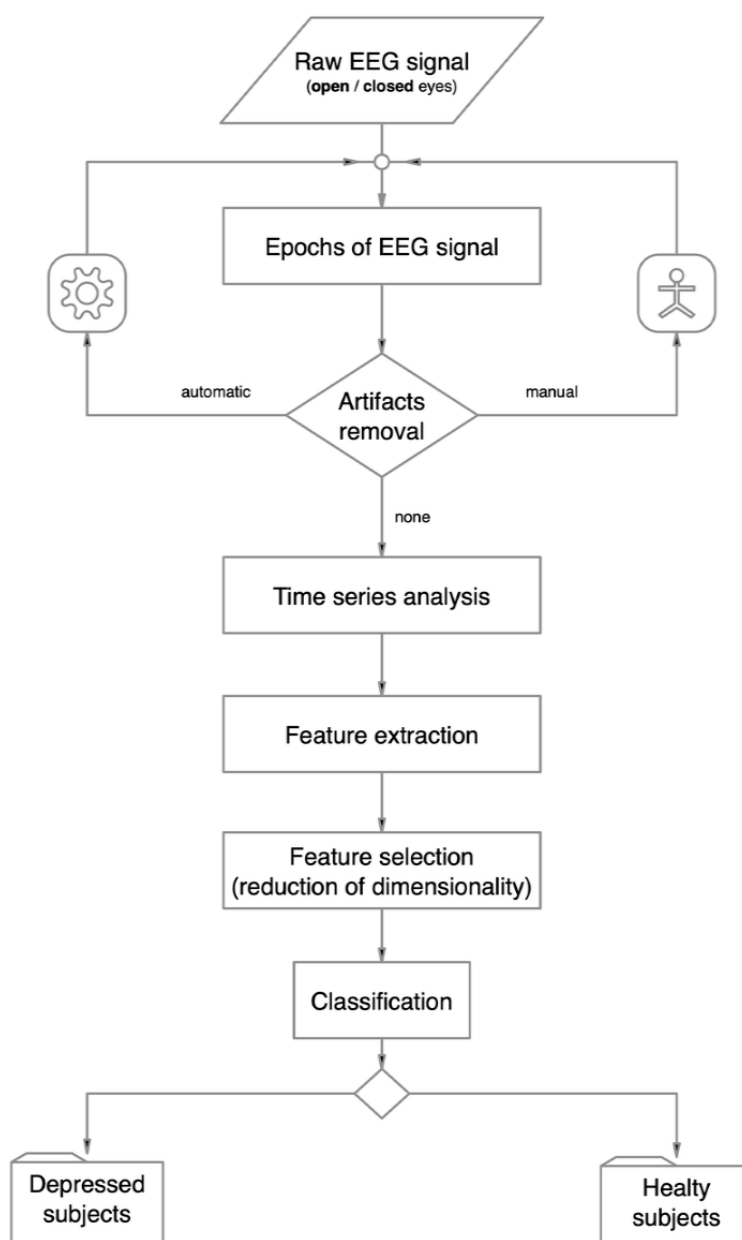 Raw EEG signal
(open / closed eyes)
Epochs of EEG signal
automatic
Artifacts
removal
manual
none
Time series analysis
Feature extraction
Feature selection
(reduction of dimensionality)
Classification
Depressed
subjects
Healty
subjects